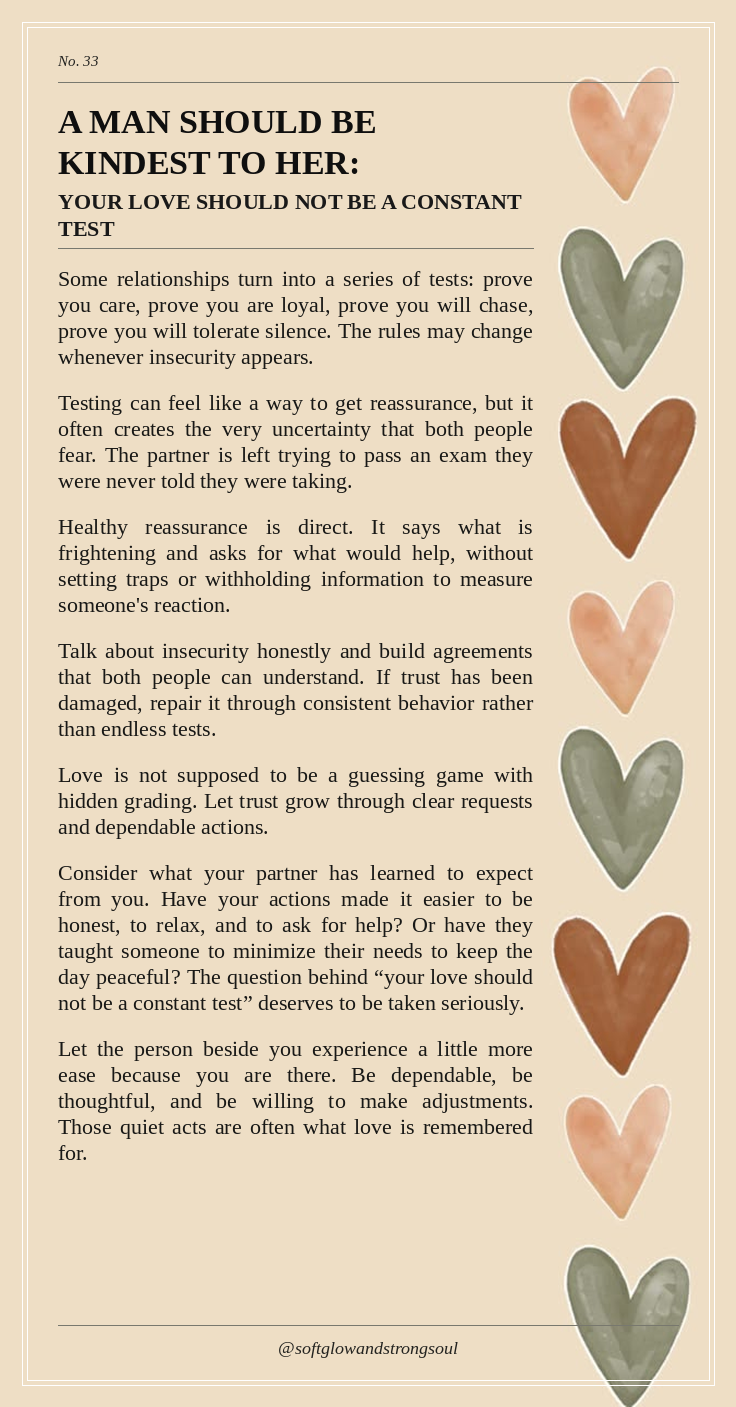 No. 33
A MAN SHOULD BE
KINDEST TO HER:
YOUR LOVE SHOULD NOT BE A CONSTANT
TEST
Some relationships turn into a series of tests: prove
you care, prove you are loyal, prove you will chase,
prove you will tolerate silence. The rules may change
whenever insecurity appears.
Testing can feel like a way to get reassurance, but it
often creates the very uncertainty that both people
fear. The partner is left trying to pass an exam they
were never told they were taking.
Healthy reassurance is direct. It says what is
frightening and asks for what would help, without
setting traps or withholding information to measure
someone's reaction.
Talk about insecurity honestly and build agreements
that both people can understand. If trust has been
damaged, repair it through consistent behavior rather
than endless tests.
Love is not supposed to be a guessing game with
hidden grading. Let trust grow through clear requests
and dependable actions.
Consider what your partner has learned to expect
from you. Have your actions made it easier to be
honest, to relax, and to ask for help? Or have they
taught someone to minimize their needs to keep the
day peaceful? The question behind “your love should
not be a constant test” deserves to be taken seriously.
Let the person beside you experience a little more
ease because you are there. Be dependable, be
thoughtful, and be willing to make adjustments.
Those quiet acts are often what love is remembered
for.
@softglowandstrongsoul